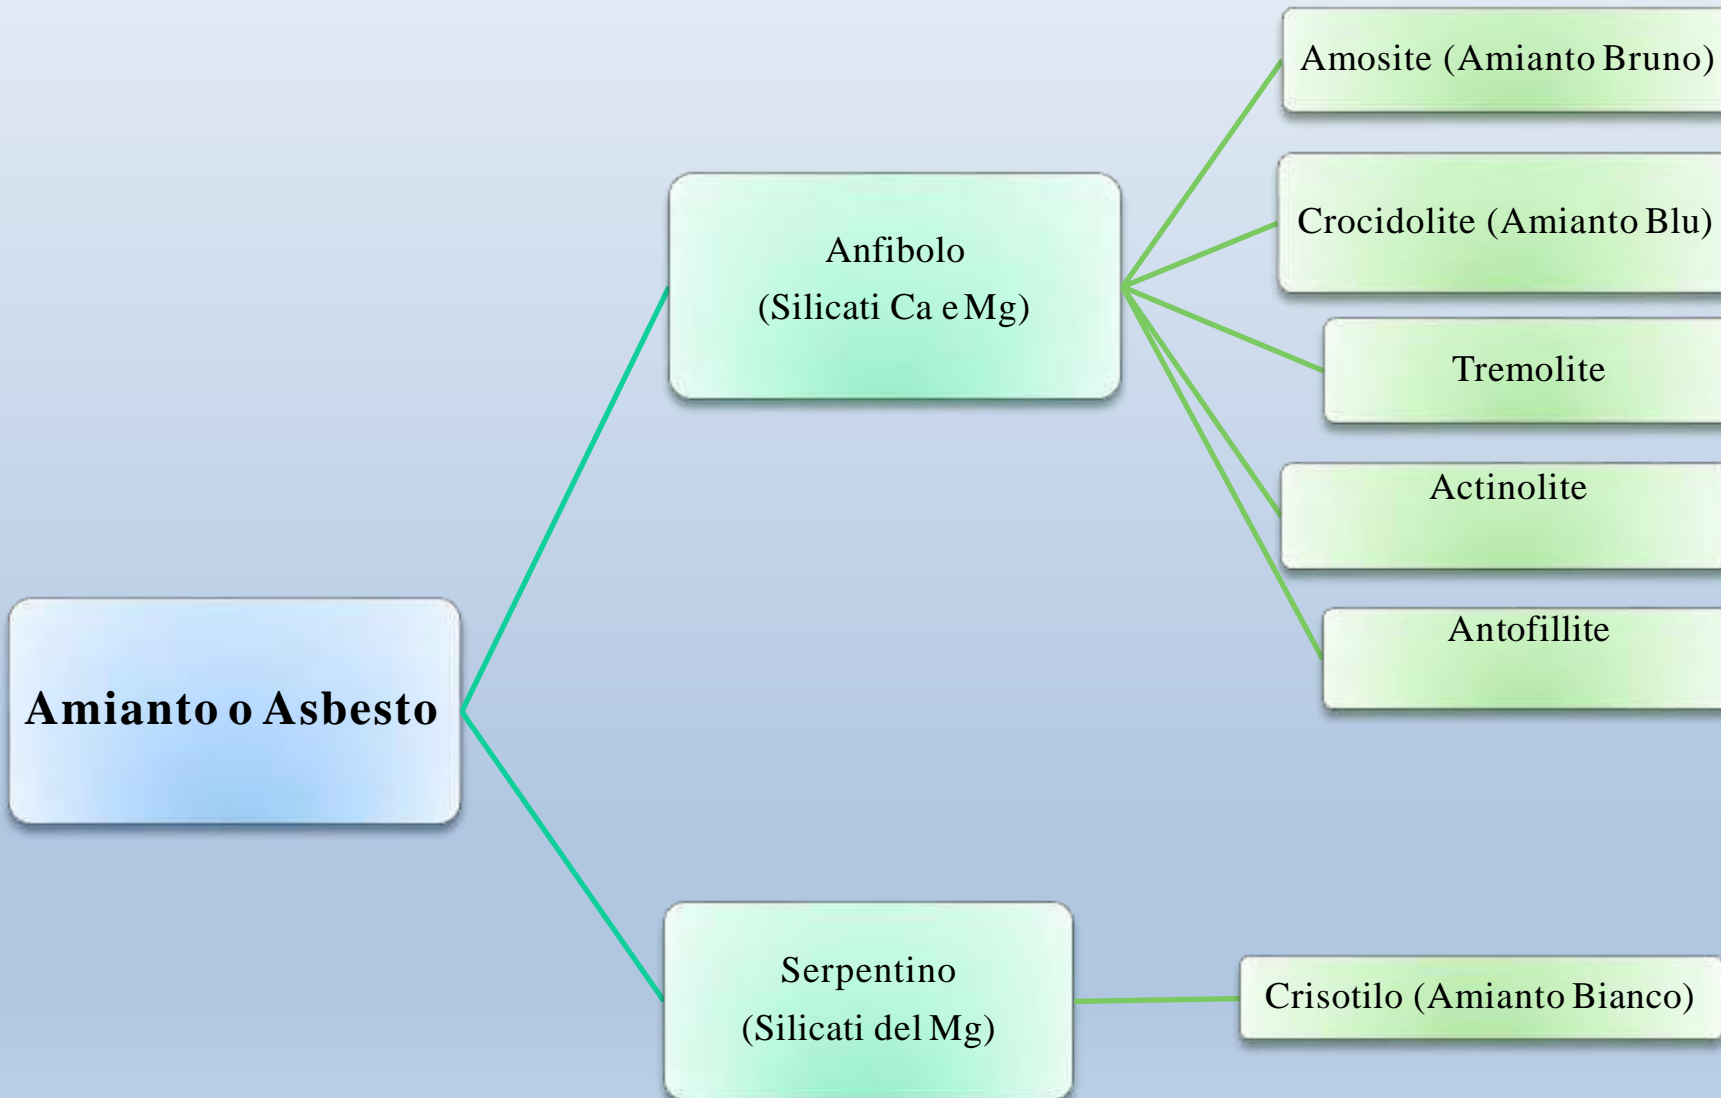 Amianto o Asbesto
Anfibolo
(Silicati Ca e Mg)
Amosite (Amianto Bruno)
Crocidolite (Amianto Blu)
Tremolite
Actinolite
Antofillite
Serpentino
(Silicati del Mg)
Crisotilo (Amianto Bianco)